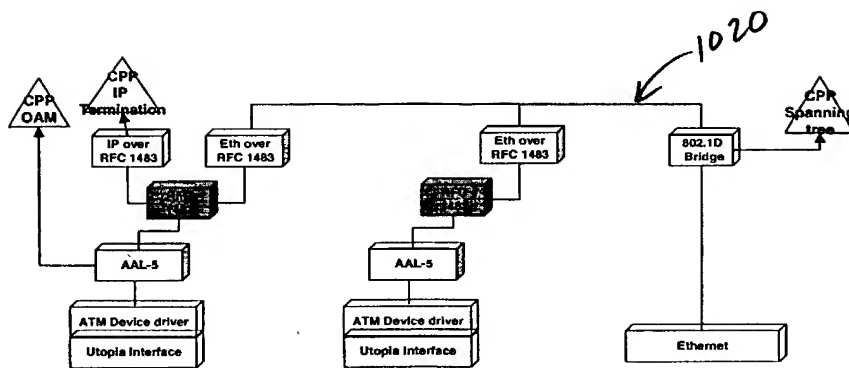 1020
CPP
OAM
CPP
IP
Termination
CPP
Spanning
tree
IP over
RFC 1483
Eth over
RFC 1483
Eth over
RFC 1483
802.1D
Bridge
AAL-5
AAL-5
ATM Device driver
Utopia Interface
ATM Device driver
Utopia Interface
Ethernet